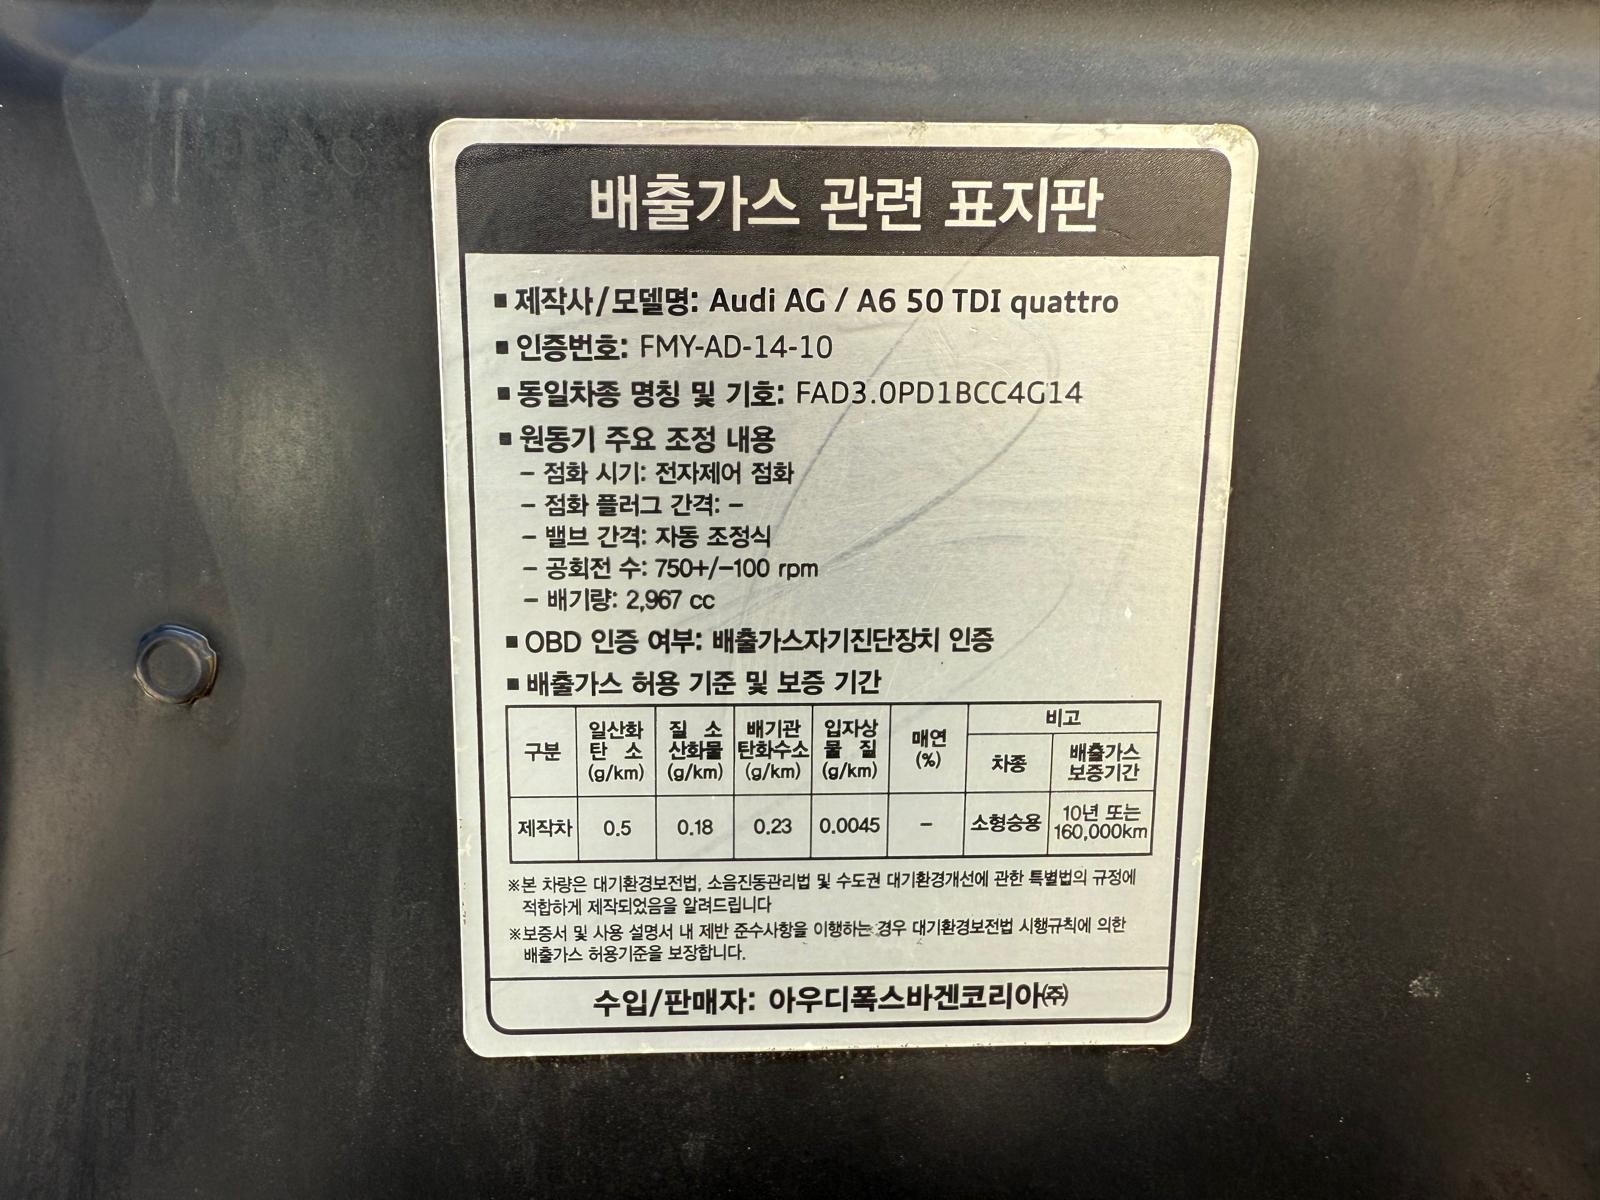 배출가스 관련 표지판
▪제작사/모델명: Audi AG / A6 50 TDI quattro
▪인증번호: FMY-AD-14-10
▪동일차종 명칭 및 기호: FAD3.0PD1BCC4G14
▪원동기 주요 조정 내용
– 점화 시기: 전자제어 점화
– 점화 플러그 간격: –
– 밸브 간격: 자동 조정식
– 공회전 수: 750+/-100 rpm
– 배기량: 2,967 cc
▪OBD 인증 여부: 배출가스자기진단장치 인증
▪배출가스 허용 기준 및 보증 기간
구분 일산화 탄 소 (g/km) 질 소 산화물 (g/km) 배기관 탄화수소 (g/km) 입자상 물 질 (g/km) 매연 (%) 비고
차종 배출가스 보증기간
제작차 0.5 0.18 0.23 0.0045 – 소형승용 10년 또는 160,000km
※본 차량은 대기환경보전법, 소음진동관리법 및 수도권 대기환경개선에 관한 특별법의 규정에
적합하게 제작되었음을 알려드립니다
※보증서 및 사용 설명서 내 제반 준수사항을 이행하는 경우 대기환경보전법 시행규칙에 의한
배출가스 허용기준을 보장합니다.
수입/판매자: 아우디폭스바겐코리아㈜